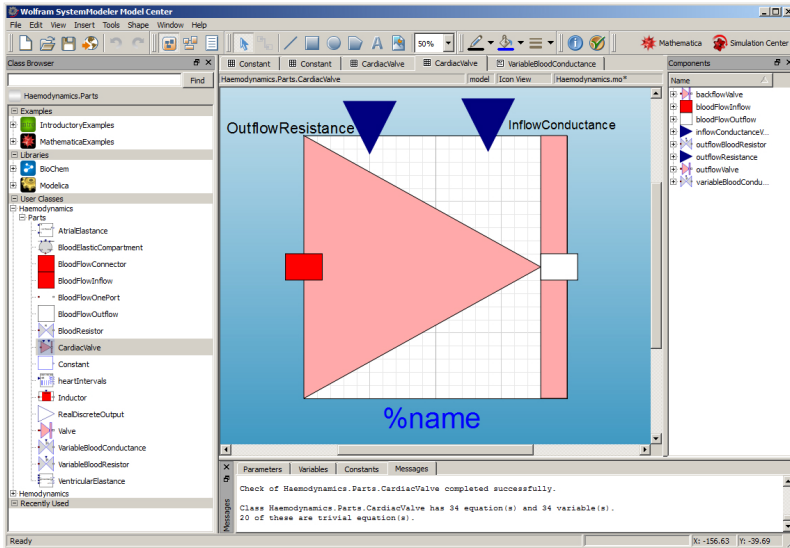 Wolfram SystemModeler Model Center
File Edit View Insert Tools Shape Window Help
50%
Mathematica
Simulation Center
Class Browser
Find
Haemodynamics.Parts
Examples
IntroductoryExamples
MathematicaExamples
Libraries
BioChem
Modelica
User Classes
Haemodynamics
Parts
AtrialElastance
BloodElasticCompartment
BloodFlowConnector
BloodFlowInflow
BloodFlowOnePort
BloodFlowOutflow
BloodResistor
CardiacValve
Constant
heartIntervals
Inductor
RealDiscreteOutput
Valve
VariableBloodConductance
VariableBloodResistor
VentricularElastance
Hemodynamics
Recently Used
Constant
Constant
CardiacValve
CardiacValve
VariableBloodConductance
Haemodynamics.Parts.CardiacValve
model
Icon View
Haemodynamics.mo*
OutflowResistance
InflowConductance
%name
Components
Name
backflowValve
bloodFlowInflow
bloodFlowOutflow
inflowConductanceV...
outflowBloodResistor
outflowResistance
outflowValve
variableBloodCondu...
Parameters Variables Constants Messages
Messages
Check of Haemodynamics.Parts.CardiacValve completed successfully.
Class Haemodynamics.Parts.CardiacValve has 34 equation(s) and 34 variable(s).
20 of these are trivial equation(s).
Ready
X: -156.63 Y: -39.69